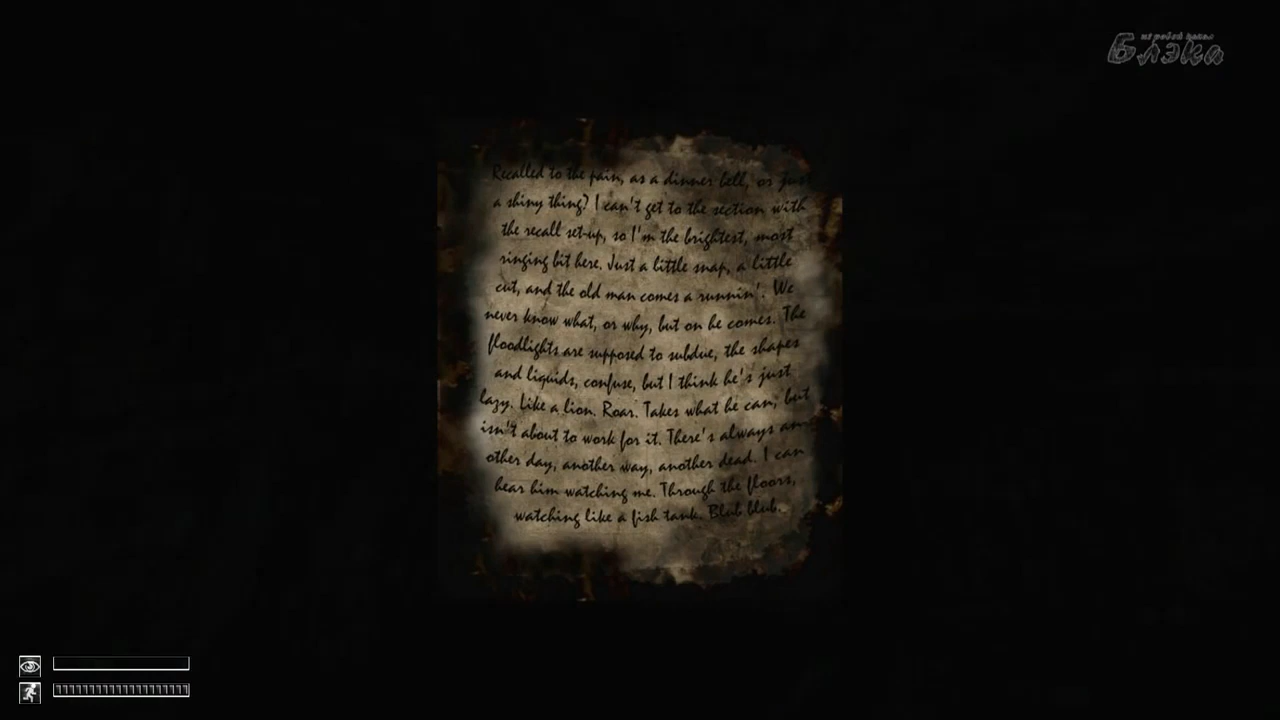 Блэка
Recalled to the pain, as a dinner bell, or just
a shiny thing? I can't get to the section with
the recall set-up, so I'm the brightest, most
ringing bit here. Just a little snap, a little
cut, and the old man comes a runnin'. We
never know what, or why, but on he comes. The
floodlights are supposed to subdue, the shapes
and liquids, confuse, but I think he's just
lazy. Like a lion. Roar. Takes what he can, but
isn't about to work for it. There's always an-
other day, another way, another dead. I can
hear him watching me. Through the floors,
watching like a fish tank. Blub blub.